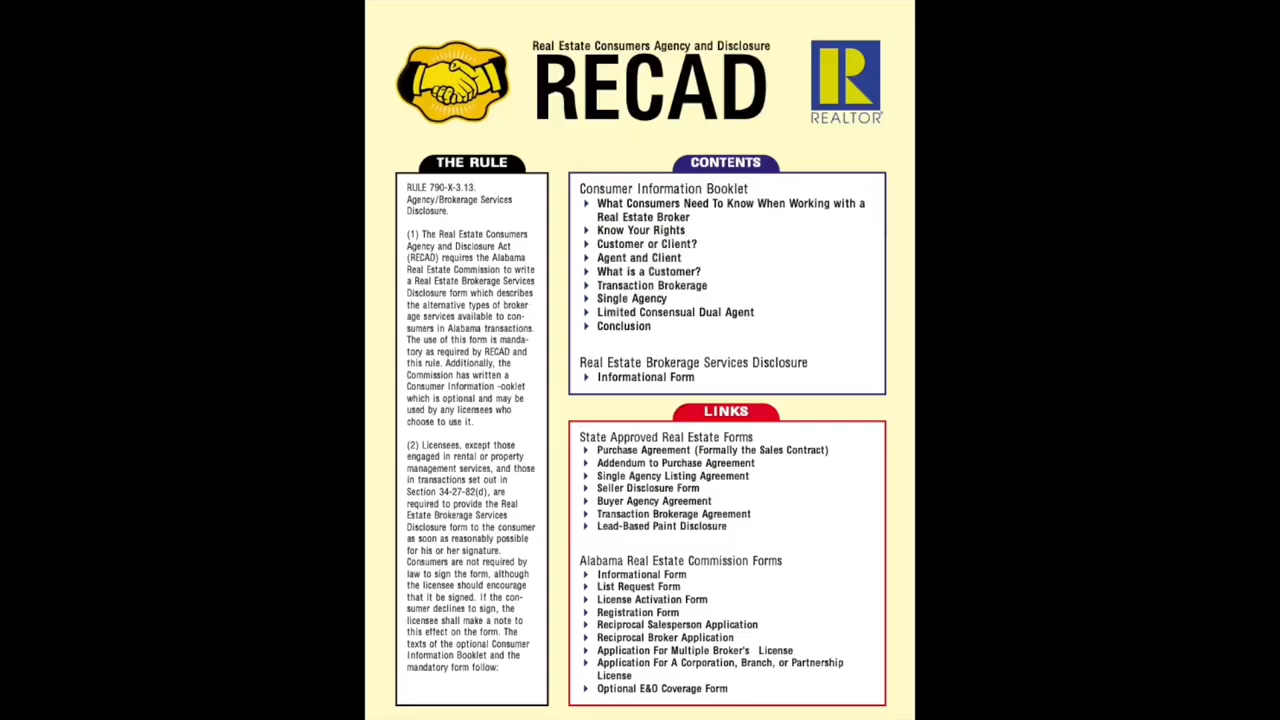 Real Estate Consumers Agency and Disclosure
RECAD
REALTOR®
THE RULE
RULE 790-X-3.13.
Agency/Brokerage Services
Disclosure.
(1) The Real Estate Consumers
Agency and Disclosure Act
(RECAD) requires the Alabama
Real Estate Commission to write
a Real Estate Brokerage Services
Disclosure form which describes
the alternative types of broker
age services available to con-
sumers in Alabama transactions.
The use of this form is manda-
tory as required by RECAD and
this rule. Additionally, the
Commission has written a
Consumer Information -ooklet
which is optional and may be
used by any licensees who
choose to use it.
(2) Licensees, except those
engaged in rental or property
management services, and those
in transactions set out in
Section 34-27-82(d), are
required to provide the Real
Estate Brokerage Services
Disclosure form to the consumer
as soon as reasonably possible
for his or her signature.
Consumers are not required by
law to sign the form, although
the licensee should encourage
that it be signed. If the con-
sumer declines to sign, the
licensee shall make a note to
this effect on the form. The
texts of the optional Consumer
Information Booklet and the
mandatory form follow:
CONTENTS
Consumer Information Booklet
What Consumers Need To Know When Working with a
Real Estate Broker
Know Your Rights
Customer or Client?
Agent and Client
What is a Customer?
Transaction Brokerage
Single Agency
Limited Consensual Dual Agent
Conclusion
Real Estate Brokerage Services Disclosure
Informational Form
LINKS
State Approved Real Estate Forms
Purchase Agreement (Formally the Sales Contract)
Addendum to Purchase Agreement
Single Agency Listing Agreement
Seller Disclosure Form
Buyer Agency Agreement
Transaction Brokerage Agreement
Lead-Based Paint Disclosure
Alabama Real Estate Commission Forms
Informational Form
List Request Form
License Activation Form
Registration Form
Reciprocal Salesperson Application
Reciprocal Broker Application
Application For Multiple Broker's License
Application For A Corporation, Branch, or Partnership
License
Optional E&O Coverage Form